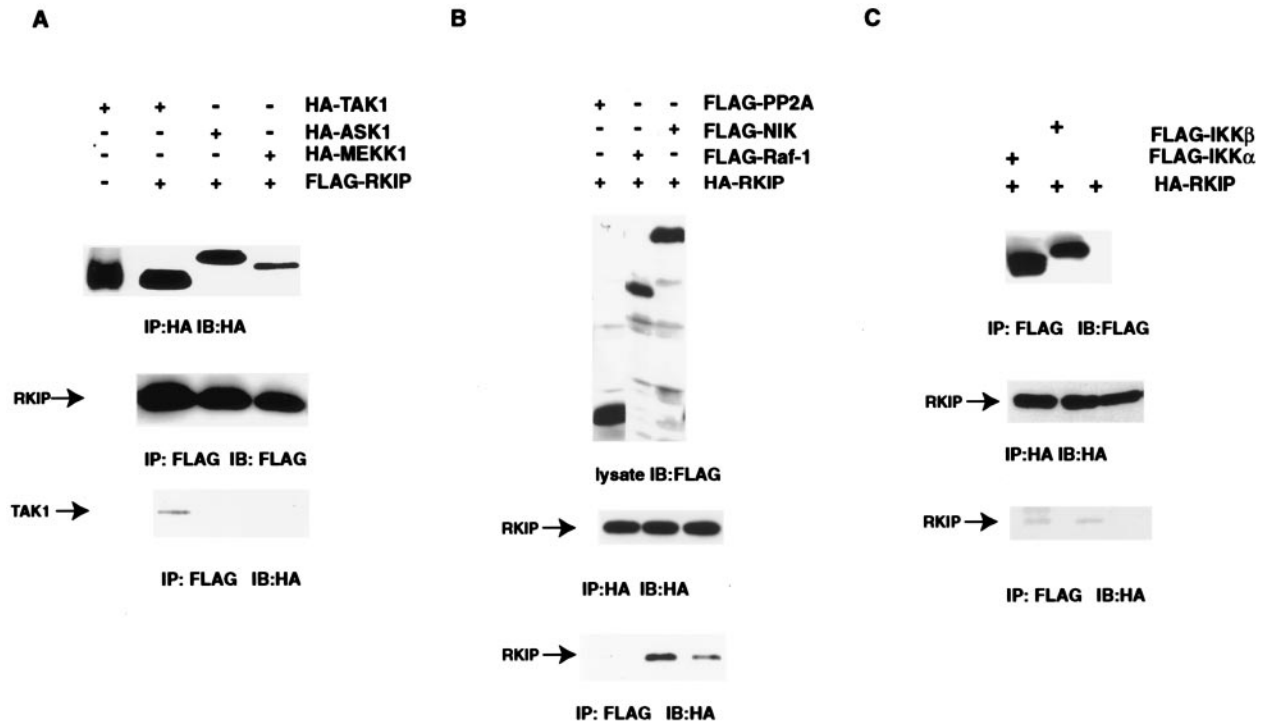 A
+ + - - HA-TAK1
- - + - HA-ASK1
- - - + HA-MEKK1
- + + + FLAG-RKIP
IP:HA IB:HA
RKIP
IP: FLAG IB: FLAG
TAK1
IP: FLAG IB:HA
B
+ - - FLAG-PP2A
- - + FLAG-NIK
- + - FLAG-Raf-1
+ + + HA-RKIP
lysate IB:FLAG
RKIP
IP:HA IB:HA
RKIP
IP: FLAG IB:HA
C
+ FLAG-IKKβ
+ FLAG-IKKα
+ + + HA-RKIP
IP: FLAG IB:FLAG
RKIP
IP:HA IB:HA
RKIP
IP: FLAG IB:HA